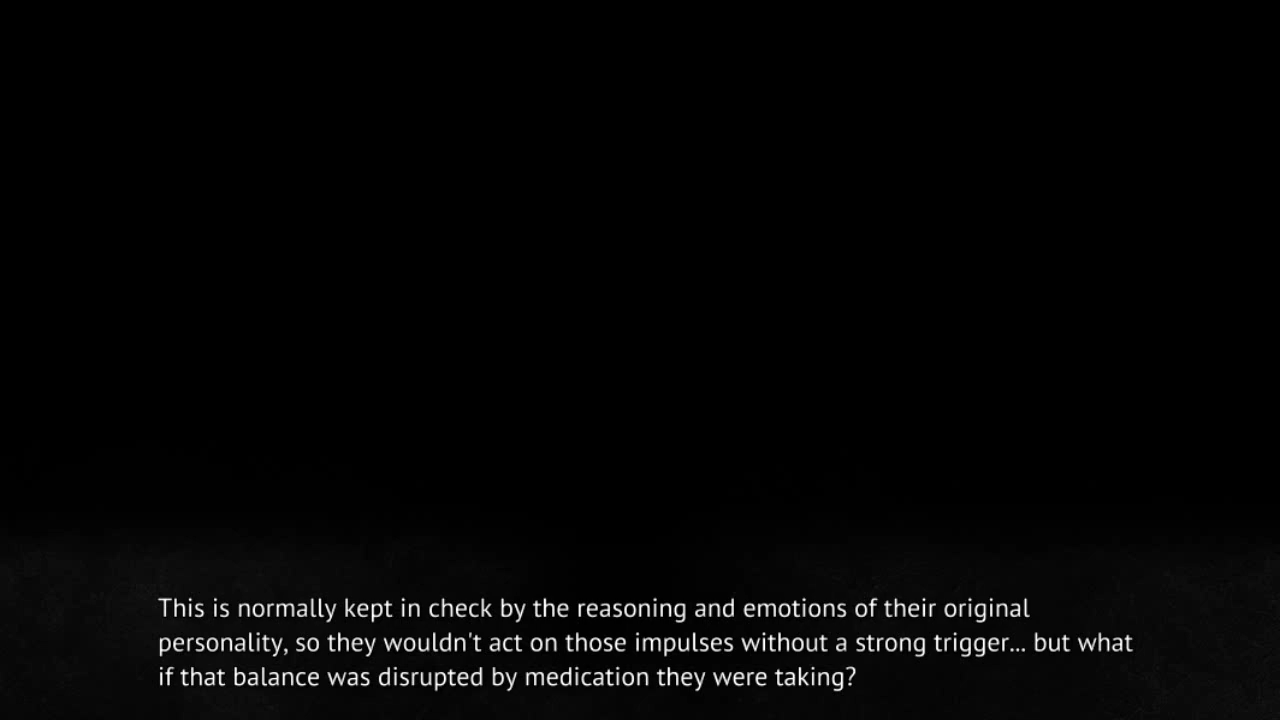 This is normally kept in check by the reasoning and emotions of their original
personality, so they wouldn't act on those impulses without a strong trigger... but what
if that balance was disrupted by medication they were taking?